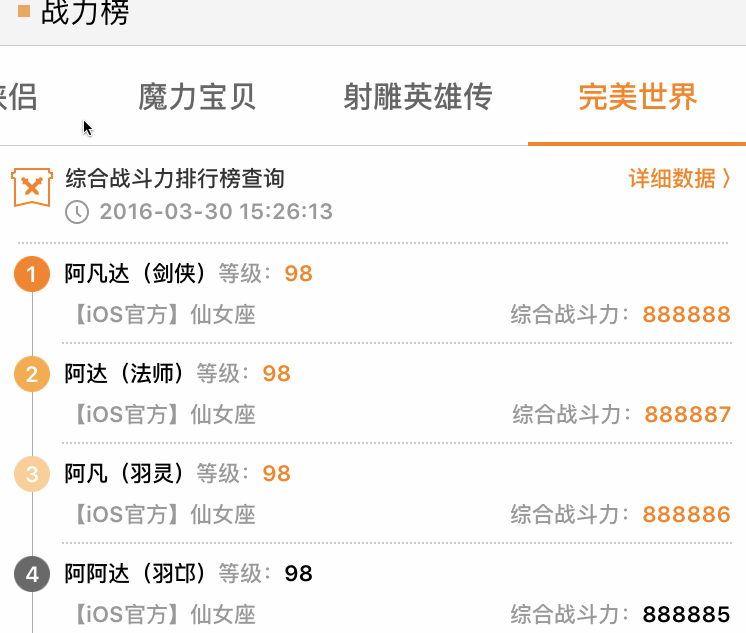 战力榜
侠侣 魔力宝贝 射雕英雄传 完美世界
综合战斗力排行榜查询 详细数据 〉
2016-03-30 15:26:13
1 阿凡达（剑侠）等级：98
【iOS官方】仙女座 综合战斗力：888888
2 阿达（法师）等级：98
【iOS官方】仙女座 综合战斗力：888887
3 阿凡（羽灵）等级：98
【iOS官方】仙女座 综合战斗力：888886
4 阿阿达（羽邙）等级：98
【iOS官方】仙女座 综合战斗力：888885